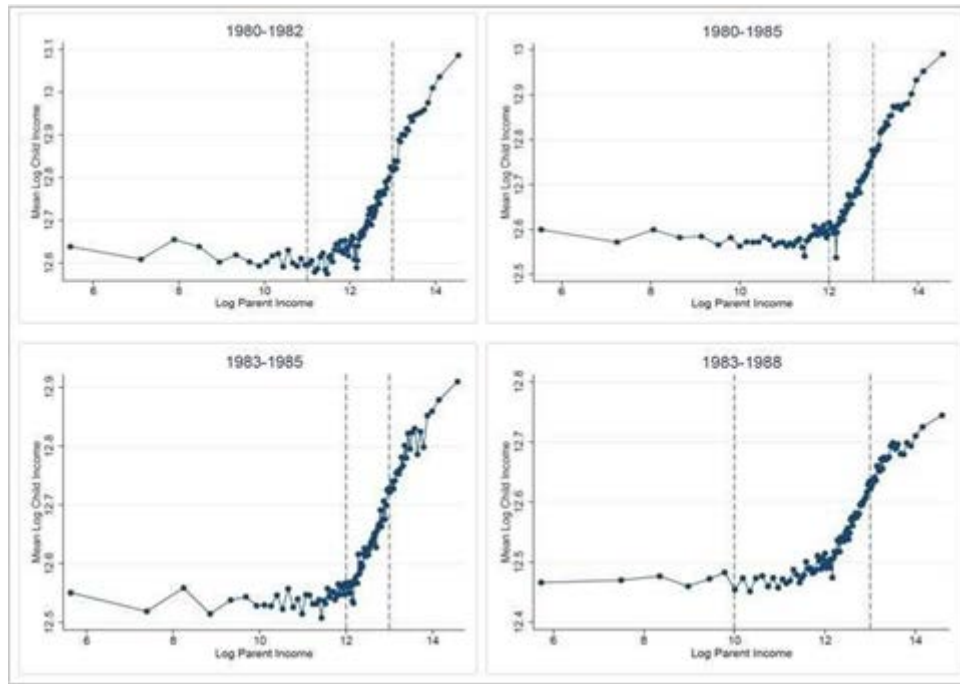 1980-1982
Mean Log Child Income
13.1
13
12.9
12.8
12.7
12.6
6 8 10 12 14
Log Parent Income
1980-1985
Mean Log Child Income
13
12.9
12.8
12.7
12.6
12.5
6 8 10 12 14
Log Parent Income
1983-1985
Mean Log Child Income
12.9
12.8
12.7
12.6
12.5
6 8 10 12 14
Log Parent Income
1983-1988
Mean Log Child Income
12.8
12.7
12.6
12.5
12.4
6 8 10 12 14
Log Parent Income